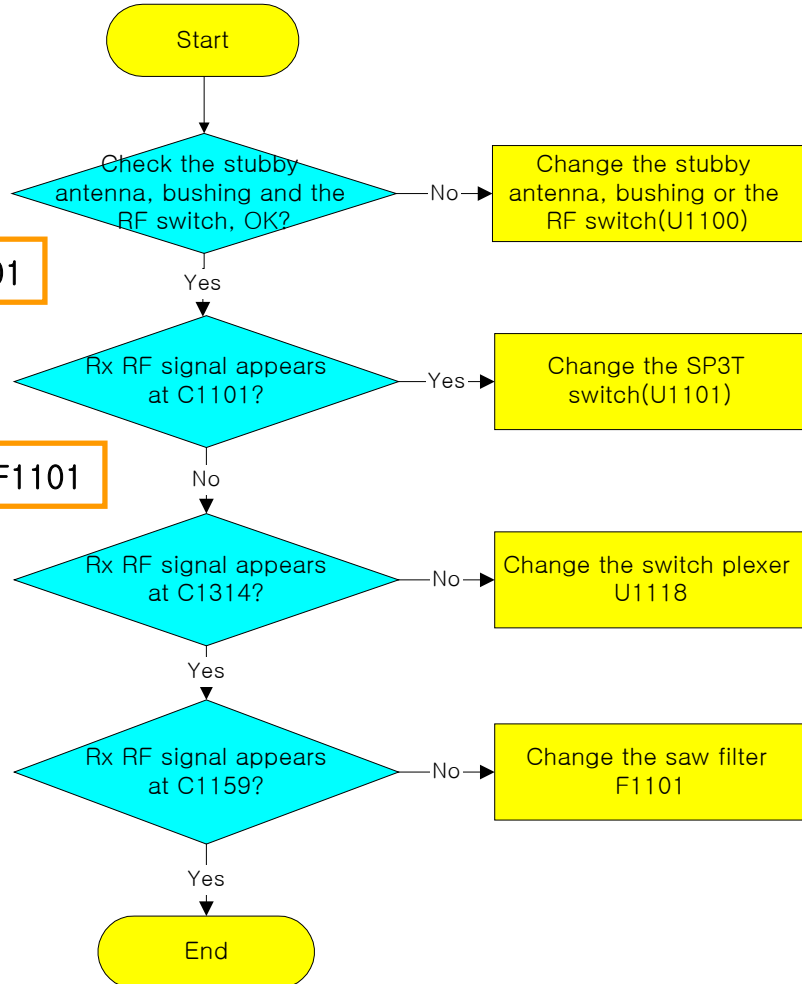 Start
Check the stubby
antenna, bushing and the
RF switch, OK?
No
Change the stubby
antenna, bushing or the
RF switch(U1100)
01
Yes
Rx RF signal appears
at C1101?
Yes
Change the SP3T
switch(U1101)
F1101
No
Rx RF signal appears
at C1314?
No
Change the switch plexer
U1118
Yes
Rx RF signal appears
at C1159?
No
Change the saw filter
F1101
Yes
End